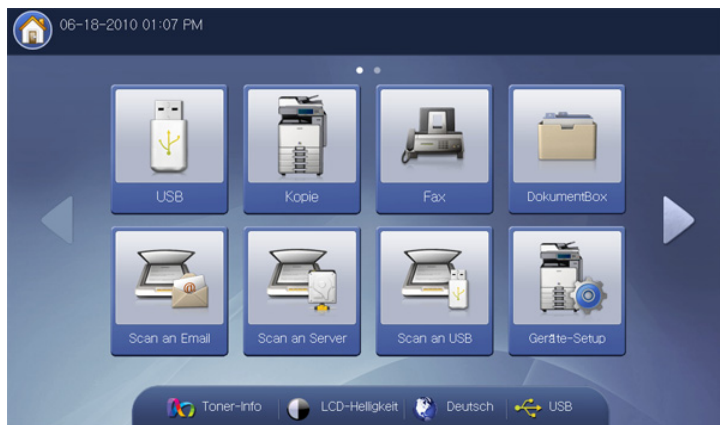 06-18-2010 01:07 PM
USB
Kopie
Fax
DokumentBox
Scan an Email
Scan an Server
Scan an USB
Geräte-Setup
Toner-Info
LCD-Helligkeit
Deutsch
USB